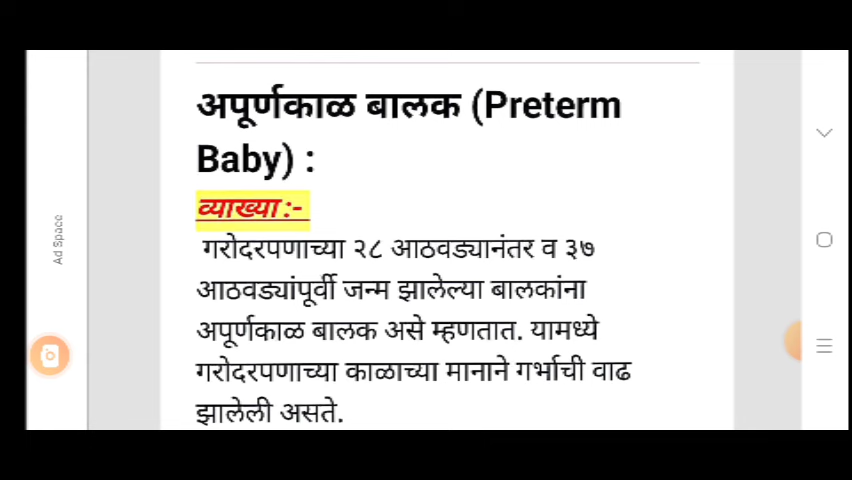 अपूर्णकाळ बालक (Preterm
Baby) :
व्याख्या :-
गरोदरपणाच्या २८ आठवड्यानंतर व ३७
आठवड्यांपूर्वी जन्म झालेल्या बालकांना
अपूर्णकाळ बालक असे म्हणतात. यामध्ये
गरोदरपणाच्या काळाच्या मानाने गर्भाची वाढ
झालेली असते.
Ad Space